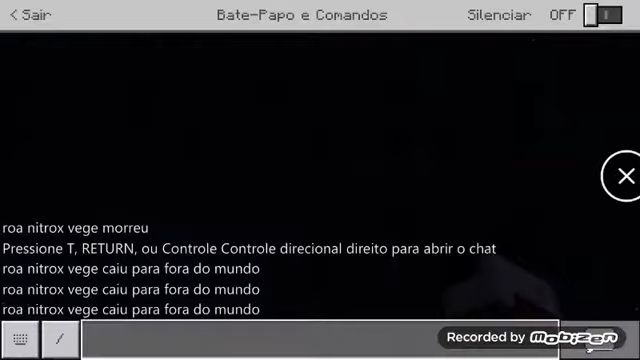 < Sair
Bate-Papo e Comandos
Silenciar OFF
roa nitrox vege morreu
Pressione T, RETURN, ou Controle Controle direcional direito para abrir o chat
roa nitrox vege caiu para fora do mundo
roa nitrox vege caiu para fora do mundo
roa nitrox vege caiu para fora do mundo
/
Recorded by mobizen